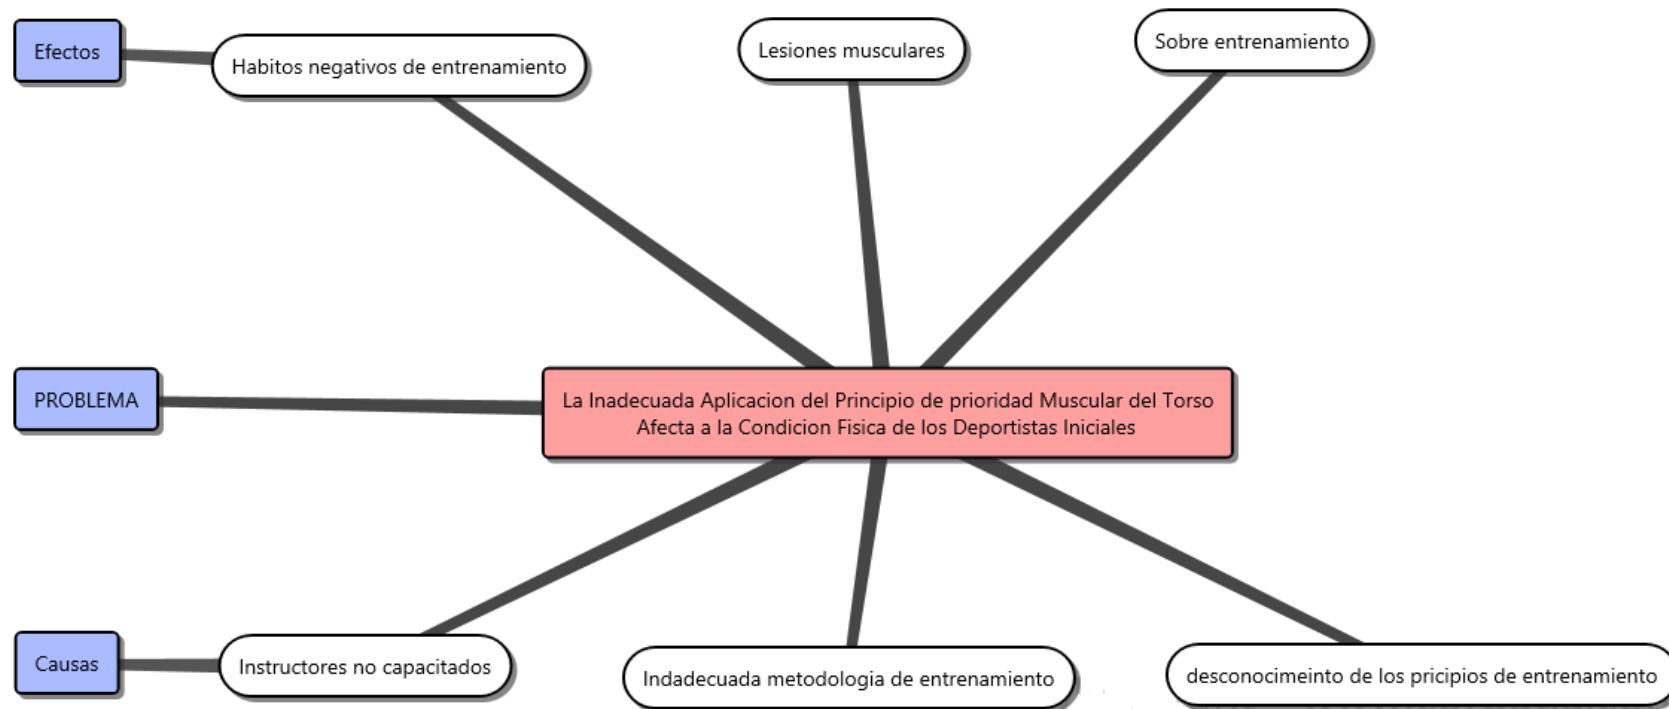 Efectos
Habitos negativos de entrenamiento
Lesiones musculares
Sobre entrenamiento
PROBLEMA
La Inadecuada Aplicacion del Principio de prioridad Muscular del Torso
Afecta a la Condicion Fisica de los Deportistas Iniciales
Causas
Instructores no capacitados
Indadecuada metodologia de entrenamiento
desconocimeinto de los pricipios de entrenamiento